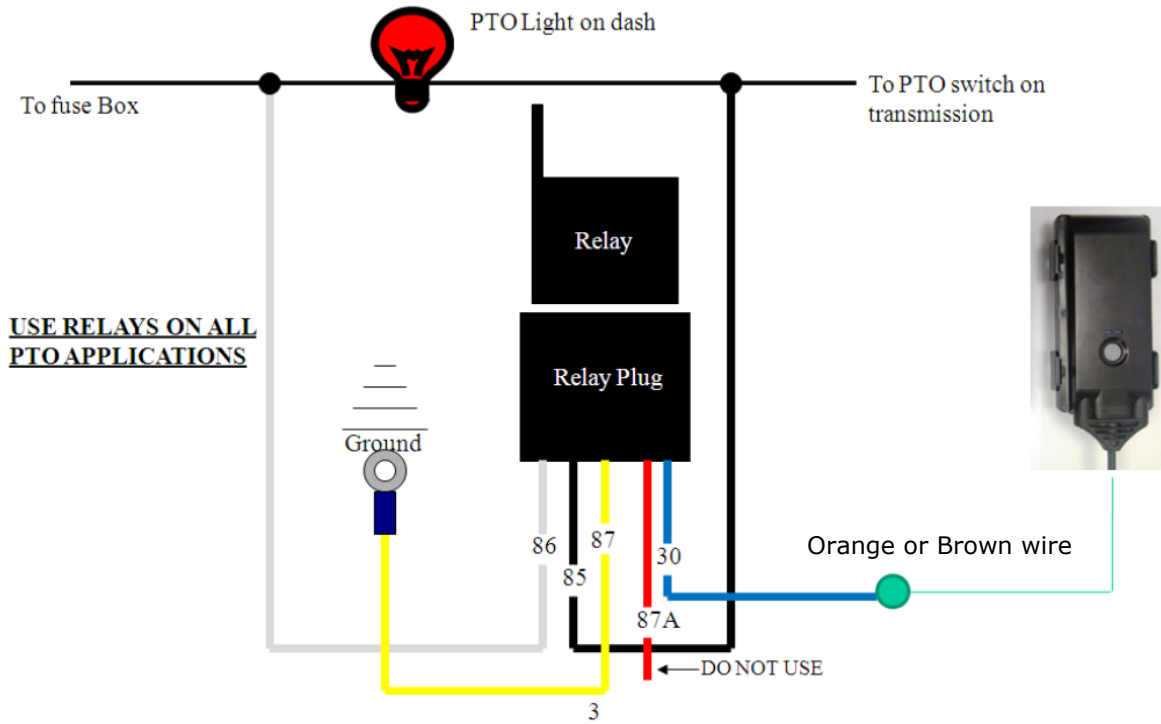 PTO Light on dash
To fuse Box
To PTO switch on
transmission
Relay
USE RELAYS ON ALL
PTO APPLICATIONS
Relay Plug
Ground
86
87
30
85
Orange or Brown wire
87A
DO NOT USE
3